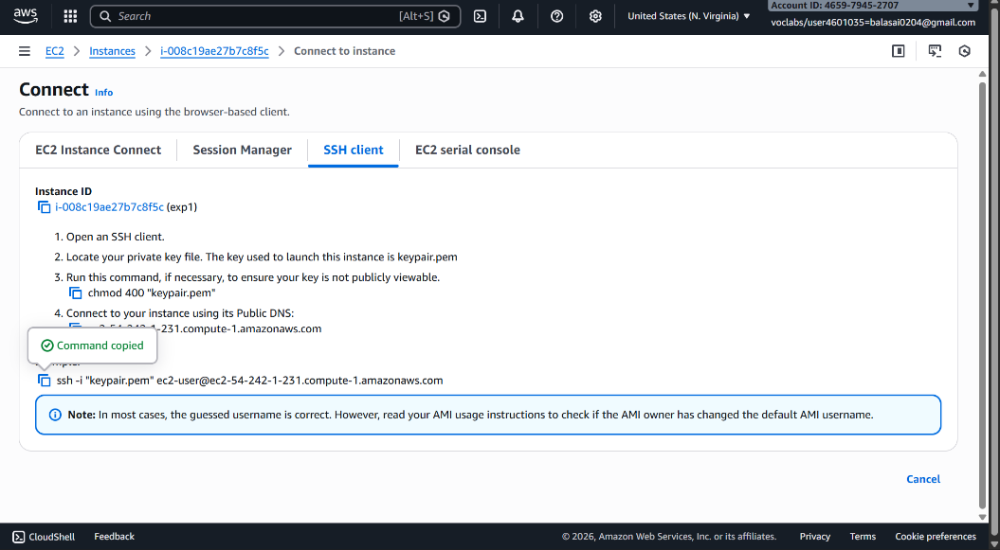 aws
Search [Alt+S] United States (N. Virginia) ▼
Account ID: 4659-7945-2707
voclabs/user4601035=balasai0204@gmail.com
EC2 > Instances > i-008c19ae27b7c8f5c > Connect to instance
Connect Info
Connect to an instance using the browser-based client.
EC2 Instance Connect Session Manager SSH client EC2 serial console
Instance ID
i-008c19ae27b7c8f5c (exp1)
1. Open an SSH client.
2. Locate your private key file. The key used to launch this instance is keypair.pem
3. Run this command, if necessary, to ensure your key is not publicly viewable.
chmod 400 "keypair.pem"
4. Connect to your instance using its Public DNS:
-231.compute-1.amazonaws.com
Command copied
ssh -i "keypair.pem" ec2-user@ec2-54-242-1-231.compute-1.amazonaws.com
Note: In most cases, the guessed username is correct. However, read your AMI usage instructions to check if the AMI owner has changed the default AMI username.
Cancel
CloudShell Feedback © 2026, Amazon Web Services, Inc. or its affiliates. Privacy Terms Cookie preferences